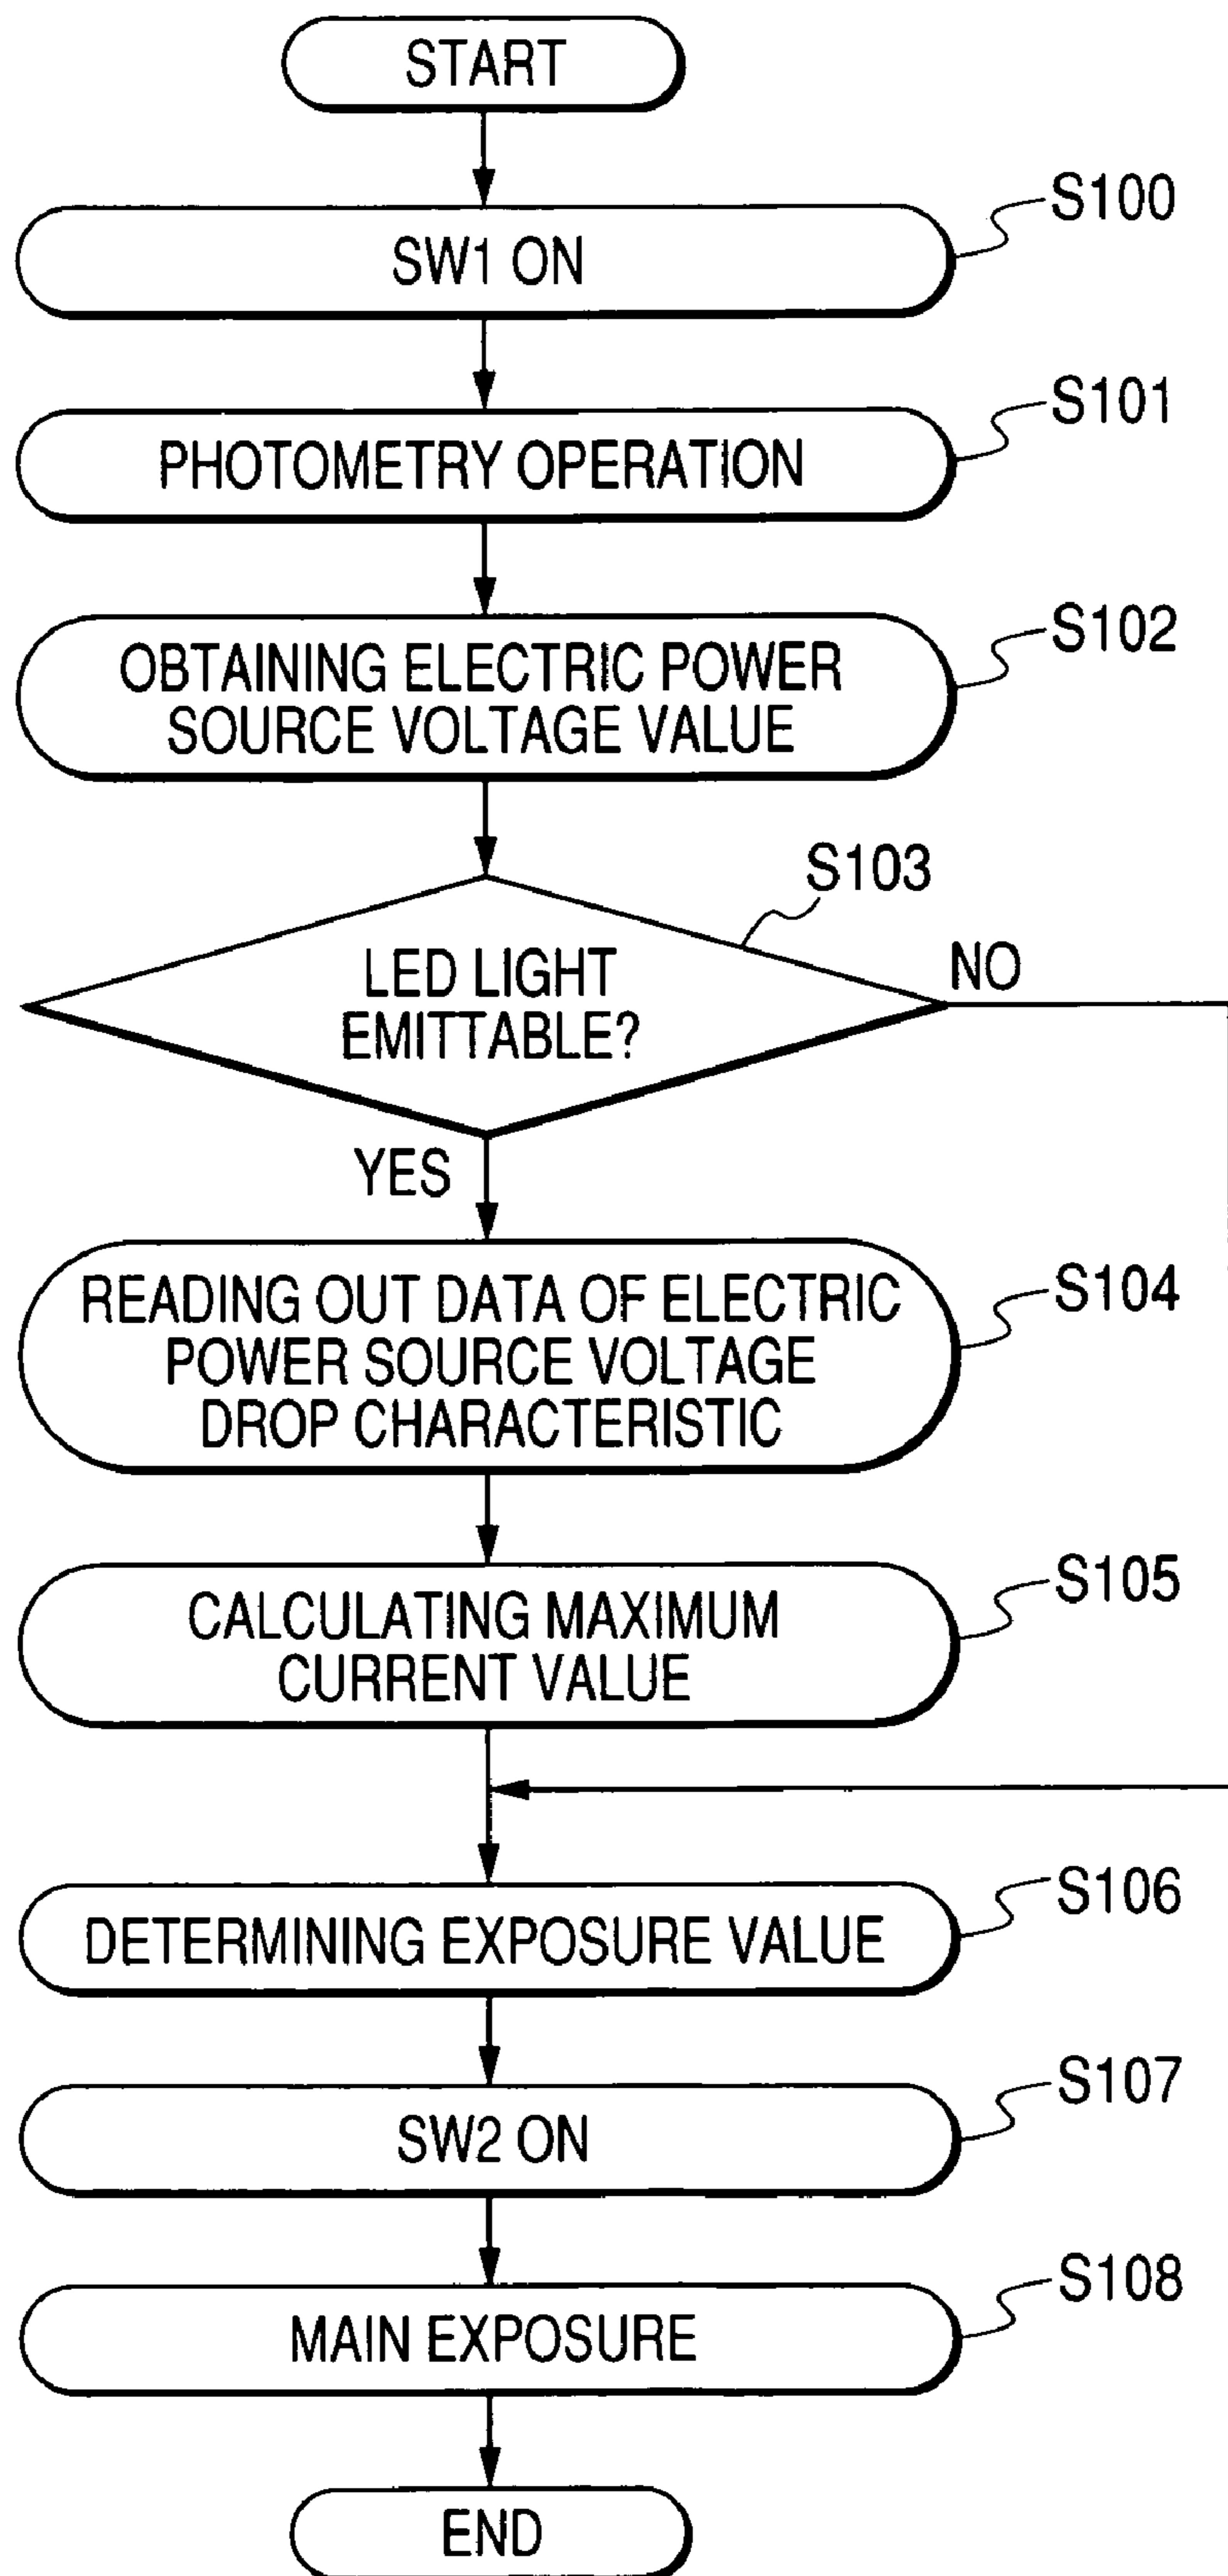 START
SW1 ON
S100
PHOTOMETRY OPERATION
S101
OBTAINING ELECTRIC POWER
SOURCE VOLTAGE VALUE
S102
LED LIGHT
EMITTABLE?
S103
NO
YES
READING OUT DATA OF ELECTRIC
POWER SOURCE VOLTAGE
DROP CHARACTERISTIC
S104
CALCULATING MAXIMUM
CURRENT VALUE
S105
DETERMINING EXPOSURE VALUE
S106
SW2 ON
S107
MAIN EXPOSURE
S108
END